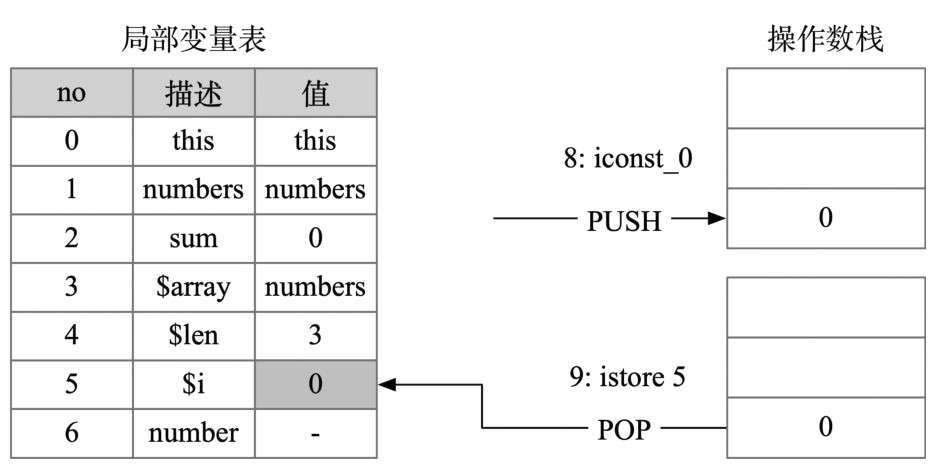 局部变量表
no 描述 值
0 this this
1 numbers numbers
2 sum 0
3 $array numbers
4 $len 3
5 $i 0
6 number -
操作数栈
8: iconst_0
PUSH
0
9: istore 5
POP
0